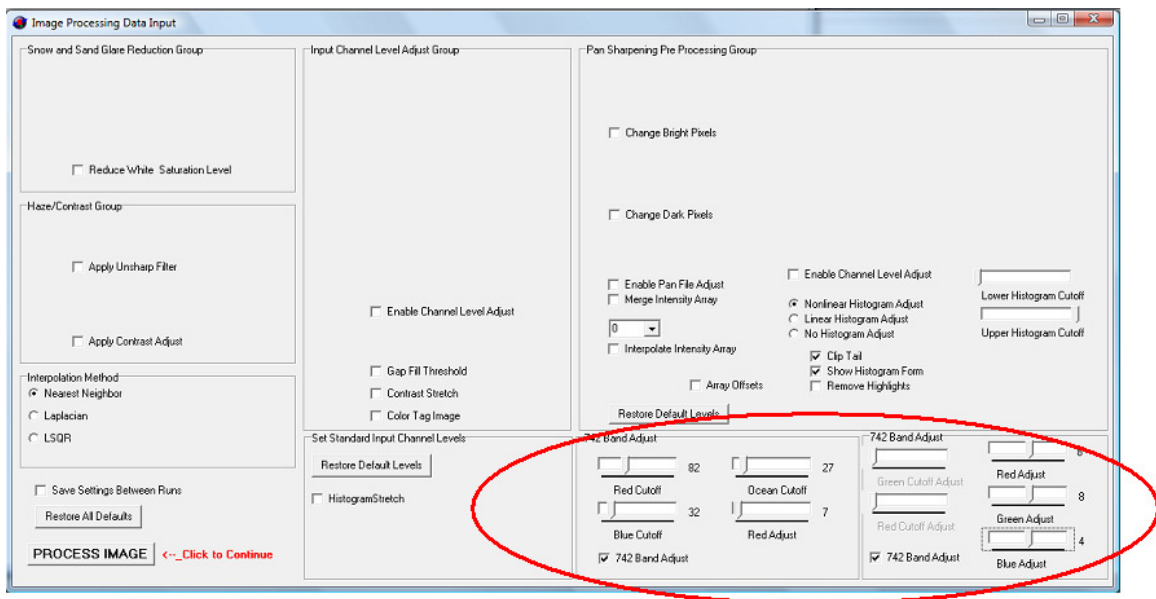 Image Processing Data Input
Snow and Sand Glare Reduction Group
Reduce White Saturation Level
Haze/Contrast Group
Apply Unsharp Filter
Apply Contrast Adjust
Interpolation Method
Nearest Neighbor
Laplacian
LSQR
Save Settings Between Runs
Restore All Defaults
PROCESS IMAGE <--_Click to Continue
Input Channel Level Adjust Group
Enable Channel Level Adjust
Gap Fill Threshold
Contrast Stretch
Color Tag Image
Set Standard Input Channel Levels
Restore Default Levels
HistogramStretch
Pan Sharpening Pre Processing Group
Change Bright Pixels
Change Dark Pixels
Enable Pan File Adjust
Merge Intensity Array
0
Interpolate Intensity Array
Array Offsets
Restore Default Levels
Enable Channel Level Adjust
Nonlinear Histogram Adjust
Linear Histogram Adjust
No Histogram Adjust
Clip Tail
Show Histogram Form
Remove Highlights
Lower Histogram Cutoff
Upper Histogram Cutoff
742 Band Adjust
82
Red Cutoff
27
Ocean Cutoff
32
Blue Cutoff
7
Red Adjust
742 Band Adjust
742 Band Adjust
Green Cutoff Adjust
Red Cutoff Adjust
742 Band Adjust
Red Adjust
8
Green Adjust
4
Blue Adjust